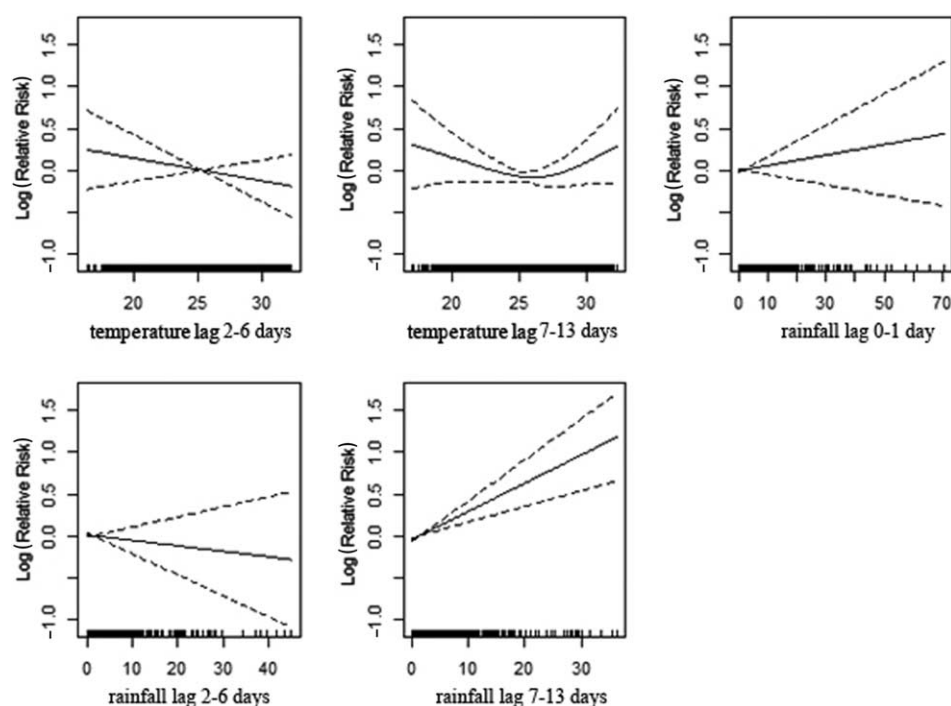 Log (Relative Risk)
-1.0 0.0 0.5 1.0 1.5
20 25 30
temperature lag 2-6 days
Log (Relative Risk)
-1.0 0.0 0.5 1.0 1.5
20 25 30
temperature lag 7-13 days
Log (Relative Risk)
-1.0 0.0 0.5 1.0 1.5
0 10 30 50 70
rainfall lag 0-1 day
Log (Relative Risk)
-1.0 0.0 0.5 1.0 1.5
0 10 20 30 40
rainfall lag 2-6 days
Log (Relative Risk)
-1.0 0.0 0.5 1.0 1.5
0 10 20 30
rainfall lag 7-13 days